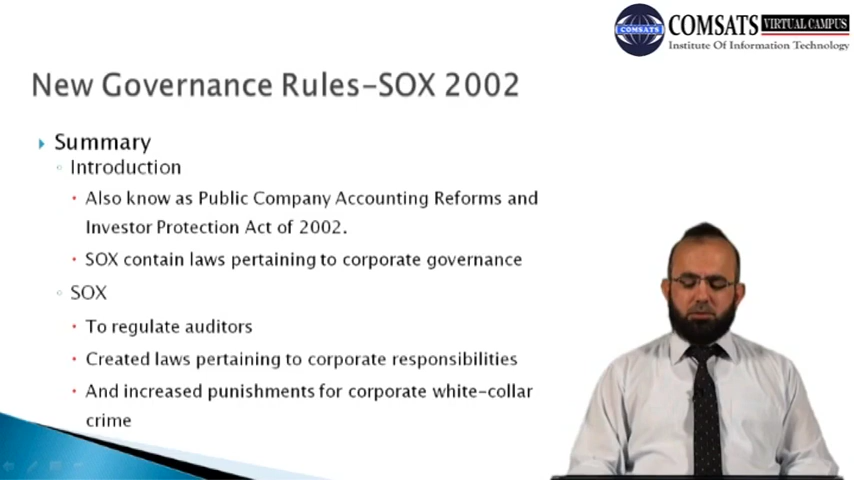 COMSATS
COMSATS VIRTUAL CAMPUS
Institute Of Information Technology
New Governance Rules-SOX 2002
Summary
Introduction
Also know as Public Company Accounting Reforms and
Investor Protection Act of 2002.
SOX contain laws pertaining to corporate governance
SOX
To regulate auditors
Created laws pertaining to corporate responsibilities
And increased punishments for corporate white-collar
crime